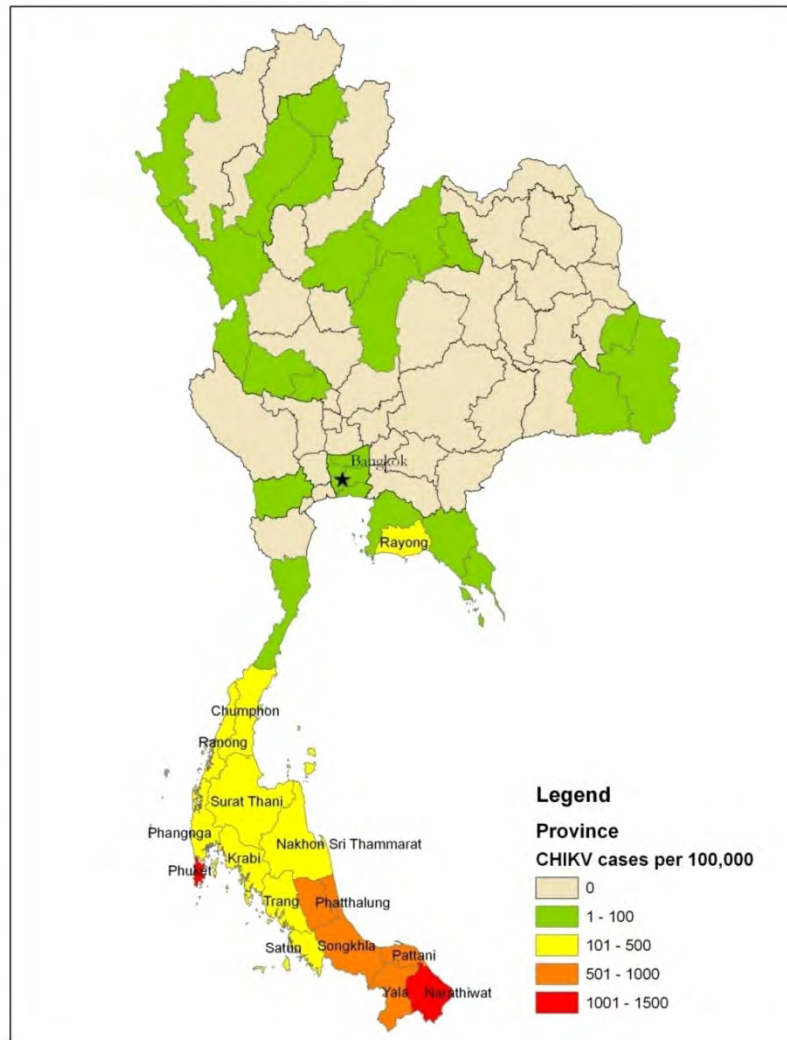 Bangkok
Rayong
Chumphon
Ranong
Surat Thani
Phangnga
Nakhon Sri Thammarat
Krabi
Phuket
Trang
Phatthalung
Satun
Songkhla
Pattani
Yala
Narathiwat
Legend
Province
CHIKV cases per 100,000
0
1 - 100
101 - 500
501 - 1000
1001 - 1500